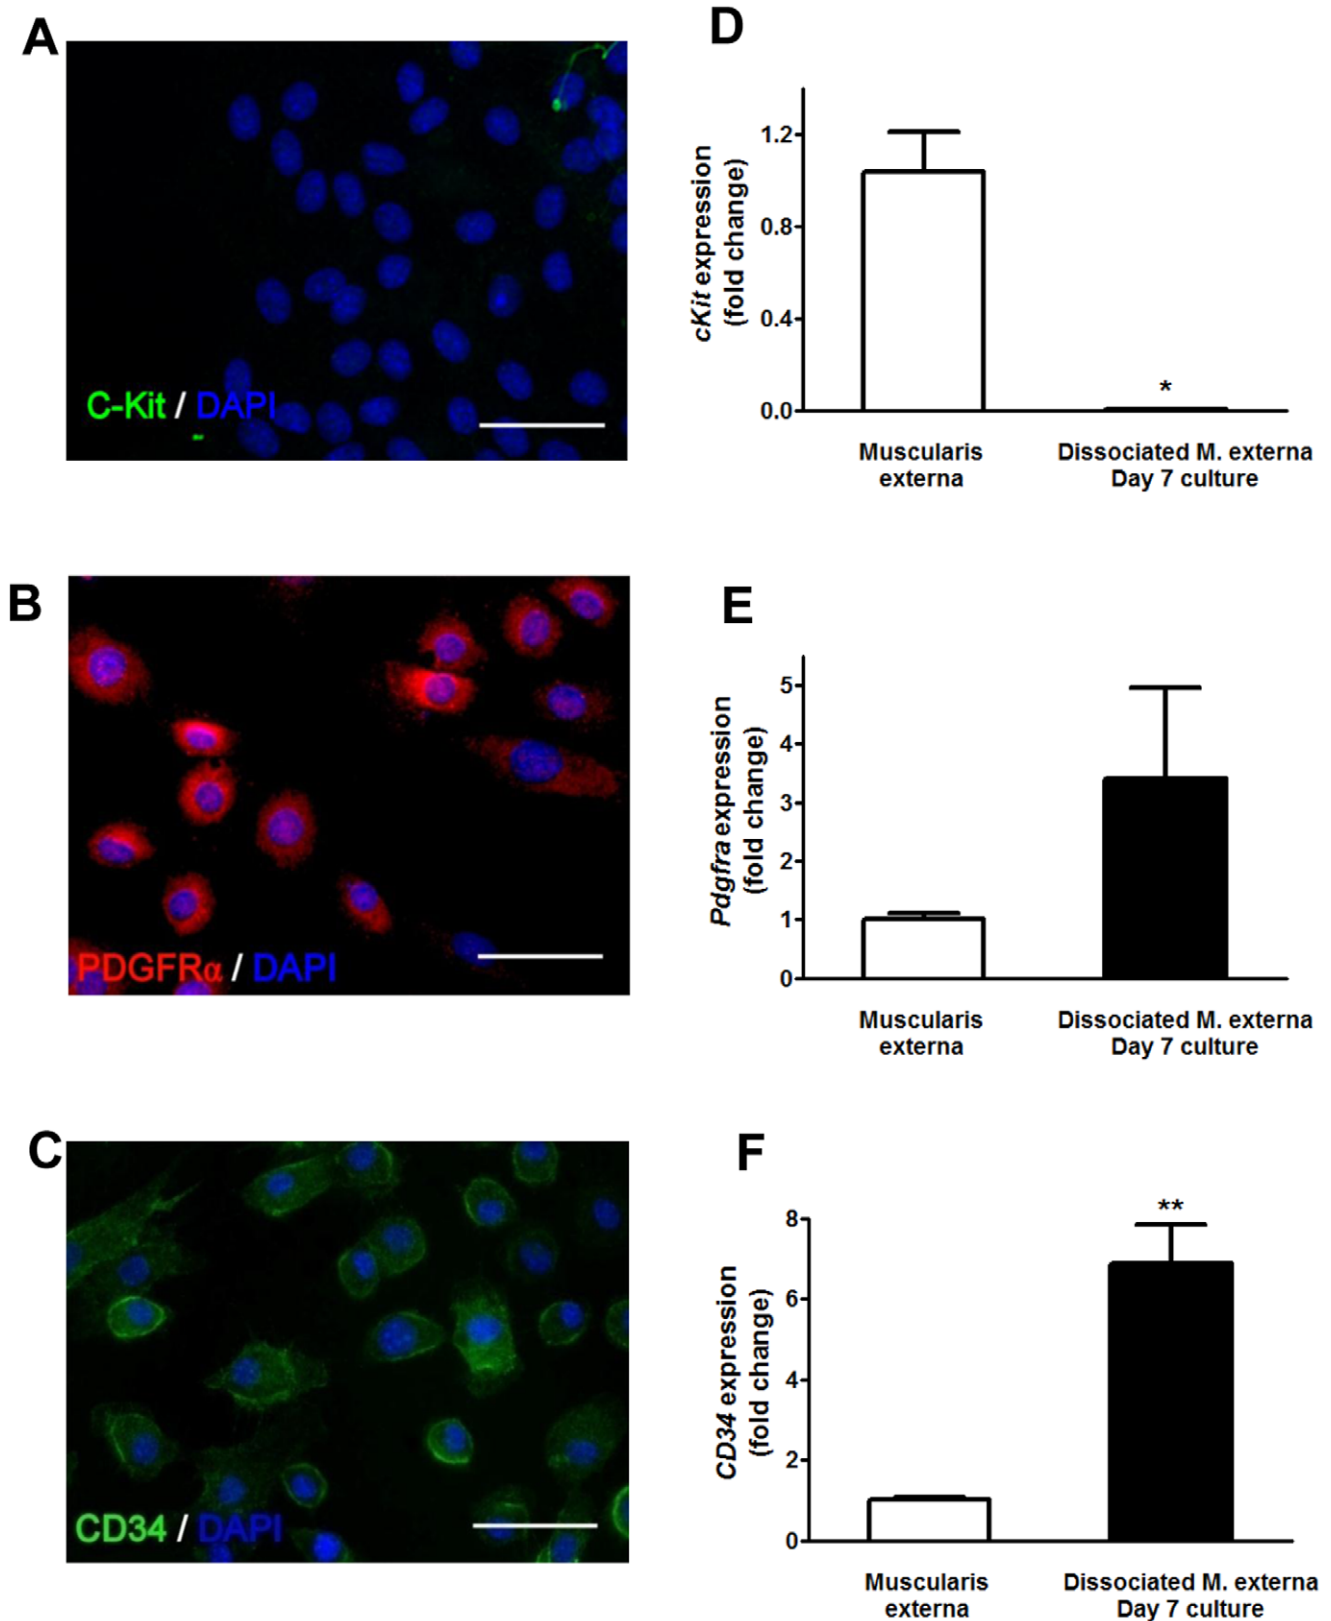 A
C-Kit / DAPI
D
cKit expression
(fold change)
1.2
0.8
0.4
0.0
*
Muscularis
externa
Dissociated M. externa
Day 7 culture
B
PDGFRα / DAPI
E
Pdgfra expression
(fold change)
5
4
3
2
1
0
Muscularis
externa
Dissociated M. externa
Day 7 culture
C
CD34 / DAPI
F
CD34 expression
(fold change)
8
6
4
2
0
**
Muscularis
externa
Dissociated M. externa
Day 7 culture